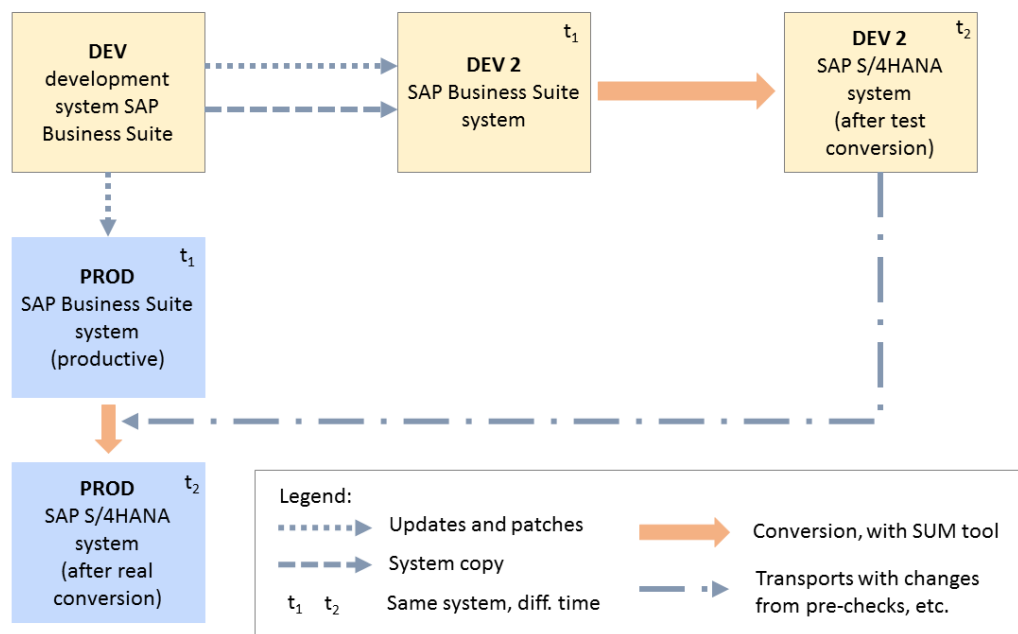 DEV
development
system SAP
Business Suite
t₁
DEV 2
SAP Business Suite
system
t₂
DEV 2
SAP S/4HANA
system
(after test
conversion)
t₁
PROD
SAP Business Suite
system
(productive)
t₂
PROD
SAP S/4HANA
system
(after real
conversion)
Legend:
Updates and patches
System copy
t₁ t₂ Same system, diff. time
Conversion, with SUM tool
Transports with changes
from pre-checks, etc.